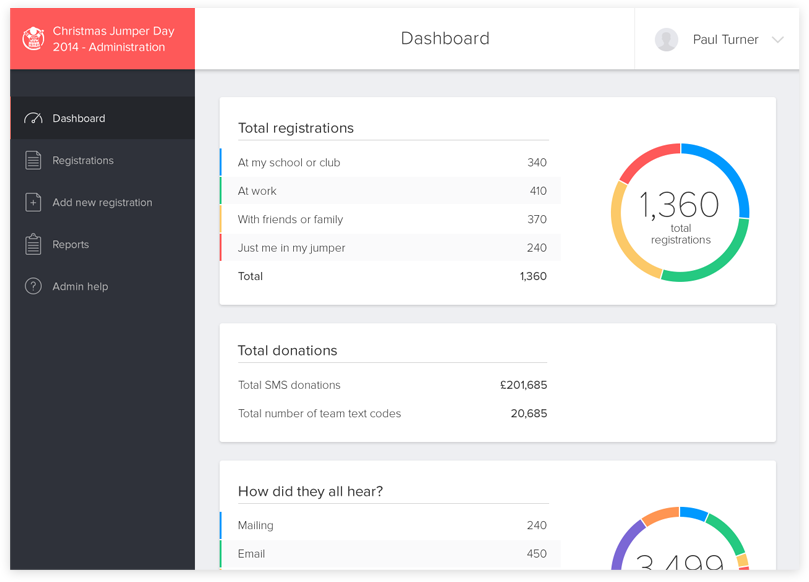 Christmas Jumper Day
2014 - Administration
Dashboard
Paul Turner
Dashboard
Registrations
Add new registration
Reports
? Admin help
Total registrations
At my school or club 340
At work 410
With friends or family 370
Just me in my jumper 240
Total 1,360
1,360
total
registrations
Total donations
Total SMS donations £201,685
Total number of team text codes 20,685
How did they all hear?
Mailing 240
Email 450
3,499